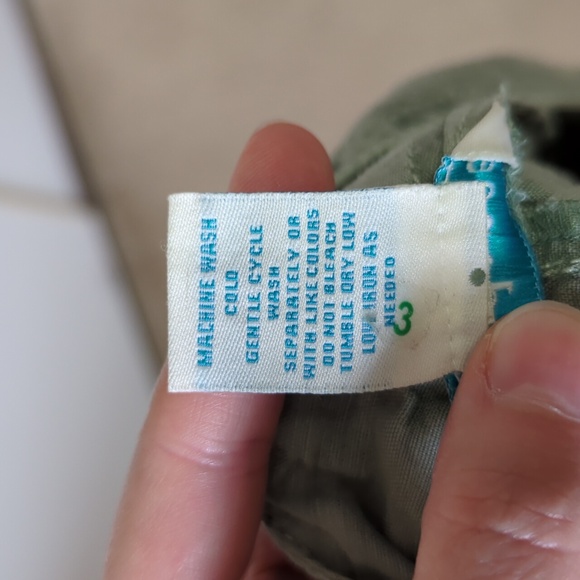 MACHINE WASH
COLD
GENTLE CYCLE
WASH
SEPARATELY OR
WITH LIKE COLORS
DO NOT BLEACH
TUMBLE DRY LOW
LOW IRON AS
NEEDED
3